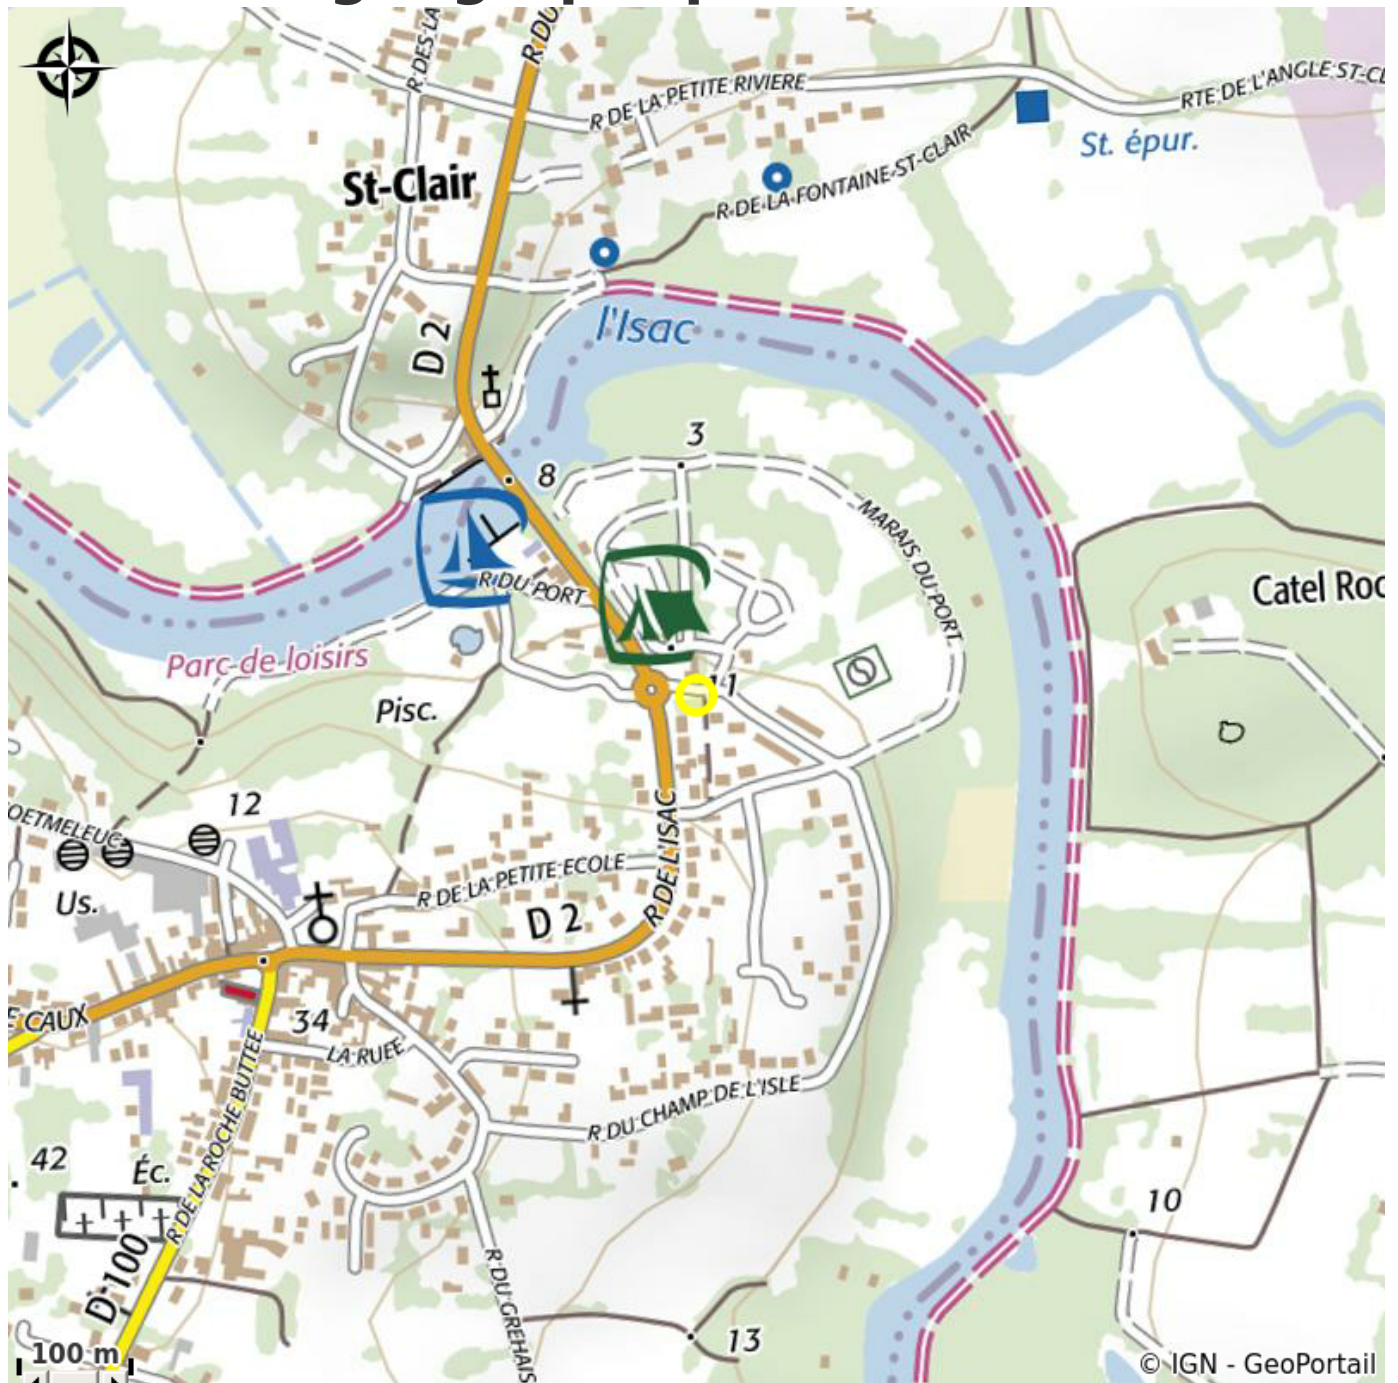 R DES LA
R DU
R DE LA PETITE RIVIERE
RTE DE L'ANGLE ST-CL
St. épur.
R DE LA FONTAINE ST-CLAIR
St-Clair
l'Isac
D 2
3
8
MARAIS DU PORT
R DU PORT
Catel Roc
Parc de loisirs
11
Pisc.
12
OETMELEUC
Us.
R DE LA PETITE ECOLE
R DE L'ISAC
D 2
E CAUX
34
LA RUEE
R DE LA ROCHE BUTTEE
R DU CHAMP DE L'ISLE
42
Éc.
10
D 100
R DU GREHAIS
13
100 m
© IGN - GeoPortail